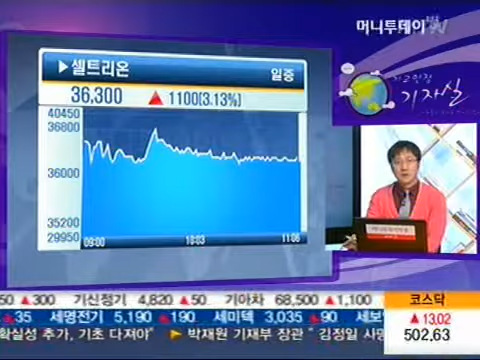 머니투데이
▶셀트리온
일중
36,300 ▲ 1100(3.13%)
40450
36800
36000
35200
29950
09:00 10:03 11:06
기자실
50 ▲300 기신정기 4,820 ▲50 기아차 68,500 ▲1,100
▲35 세명전기 5,190 ▲190 세미텍 3,035 ▲90 세보
확실성 추가, 기초 다져야" ▶ 박재원 기재부 장관 " 김정일 사망
코스닥
▲13.02
502.63